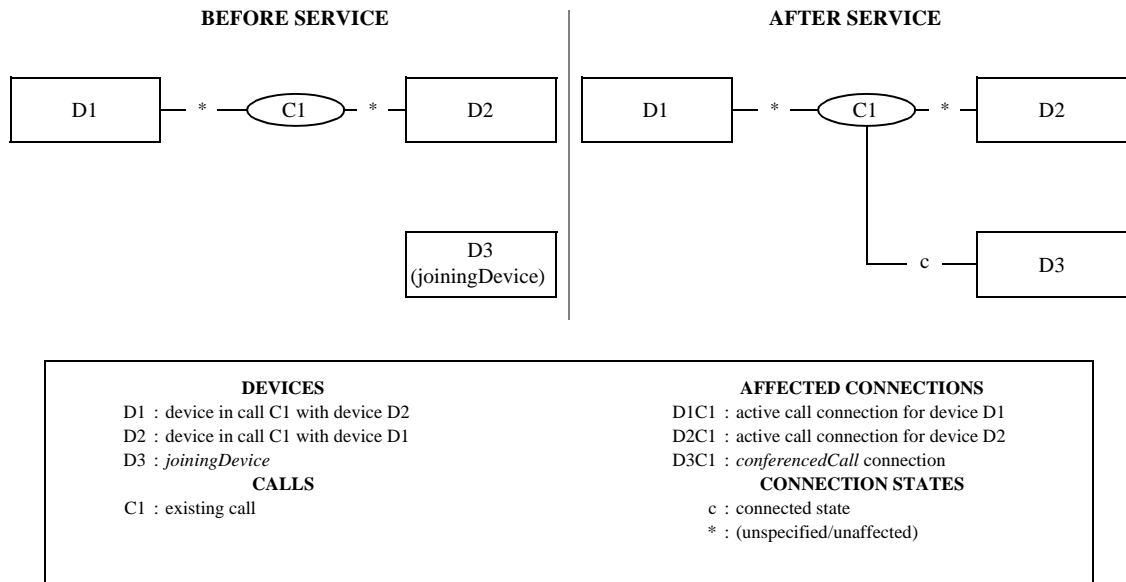 BEFORE SERVICE
AFTER SERVICE
D1 * C1 * D2
D1 * C1 * D2
D3
(joiningDevice)
c D3
DEVICES
D1 : device in call C1 with device D2
D2 : device in call C1 with device D1
D3 : joiningDevice
CALLS
C1 : existing call
AFFECTED CONNECTIONS
D1C1 : active call connection for device D1
D2C1 : active call connection for device D2
D3C1 : conferencedCall connection
CONNECTION STATES
c : connected state
* : (unspecified/unaffected)